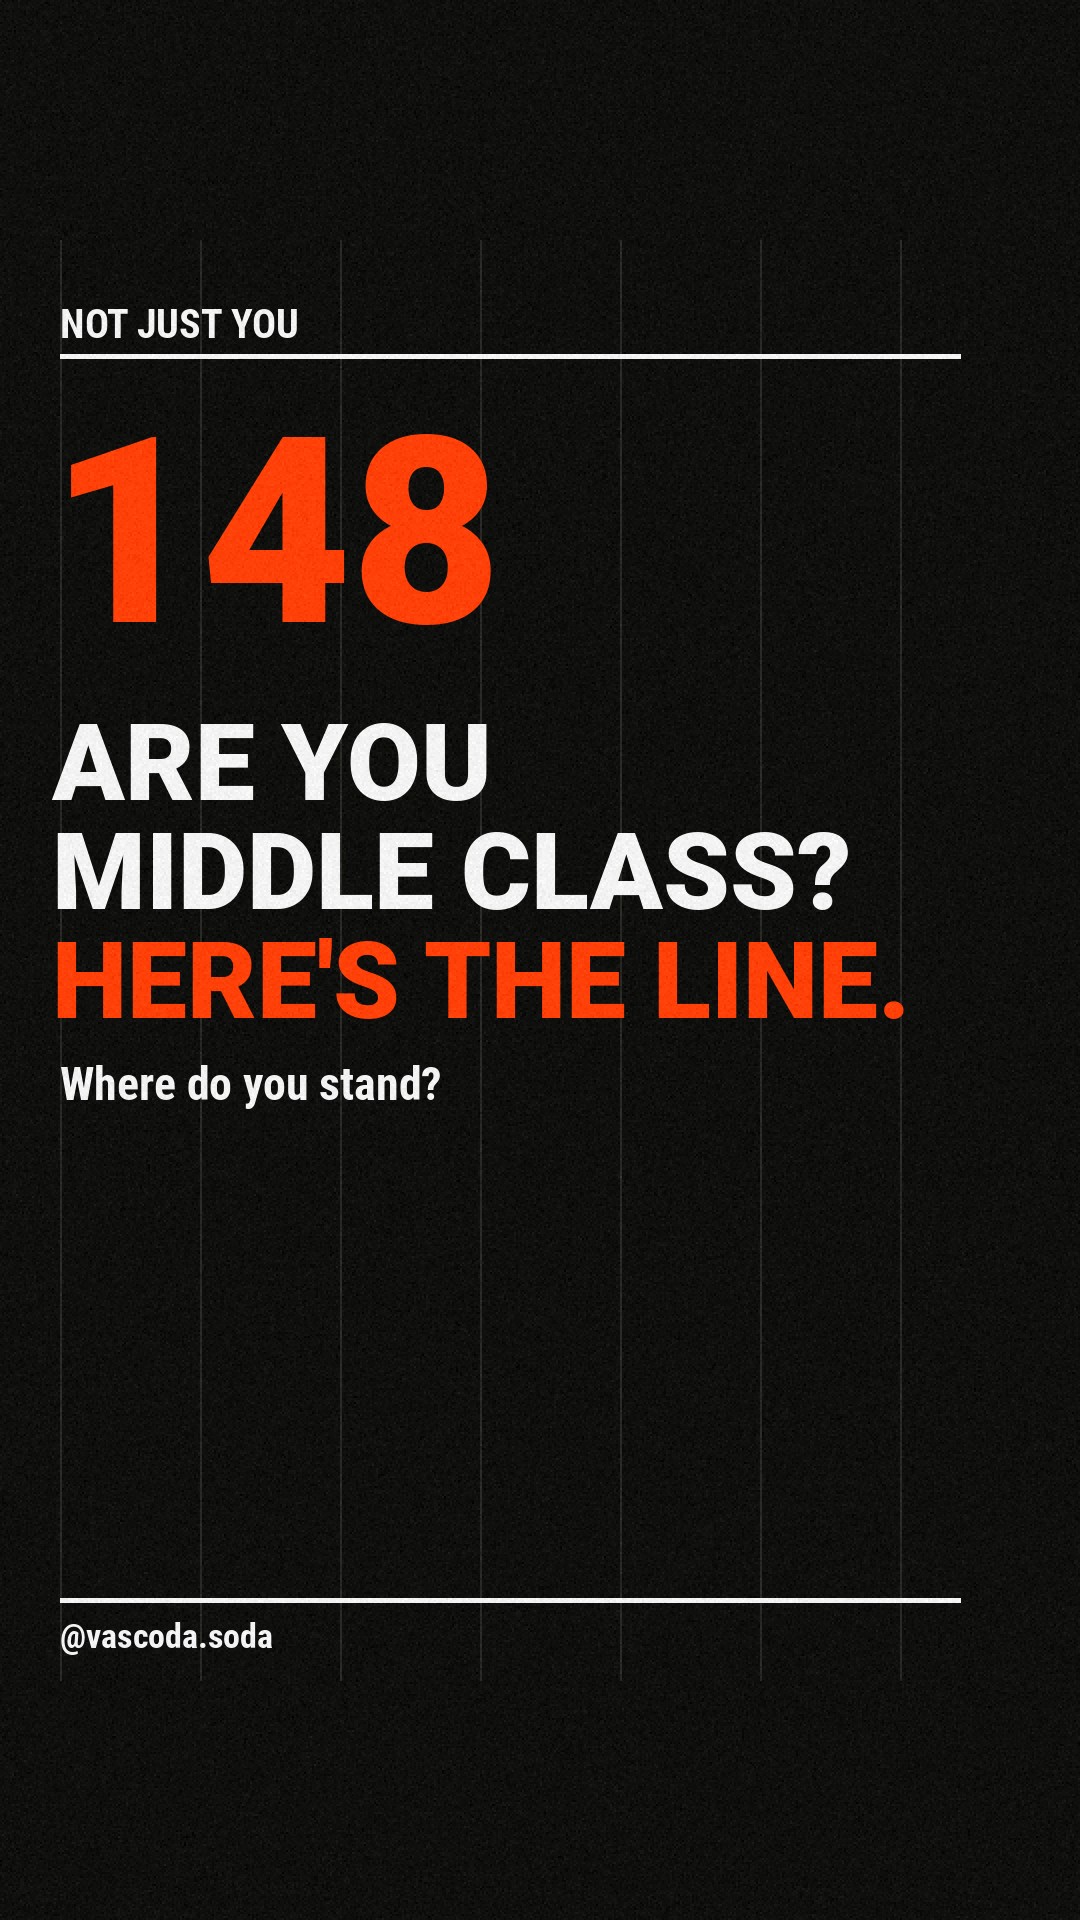 NOT JUST YOU
148
ARE YOU
MIDDLE CLASS?
HERE'S THE LINE.
Where do you stand?
@vascoda.soda